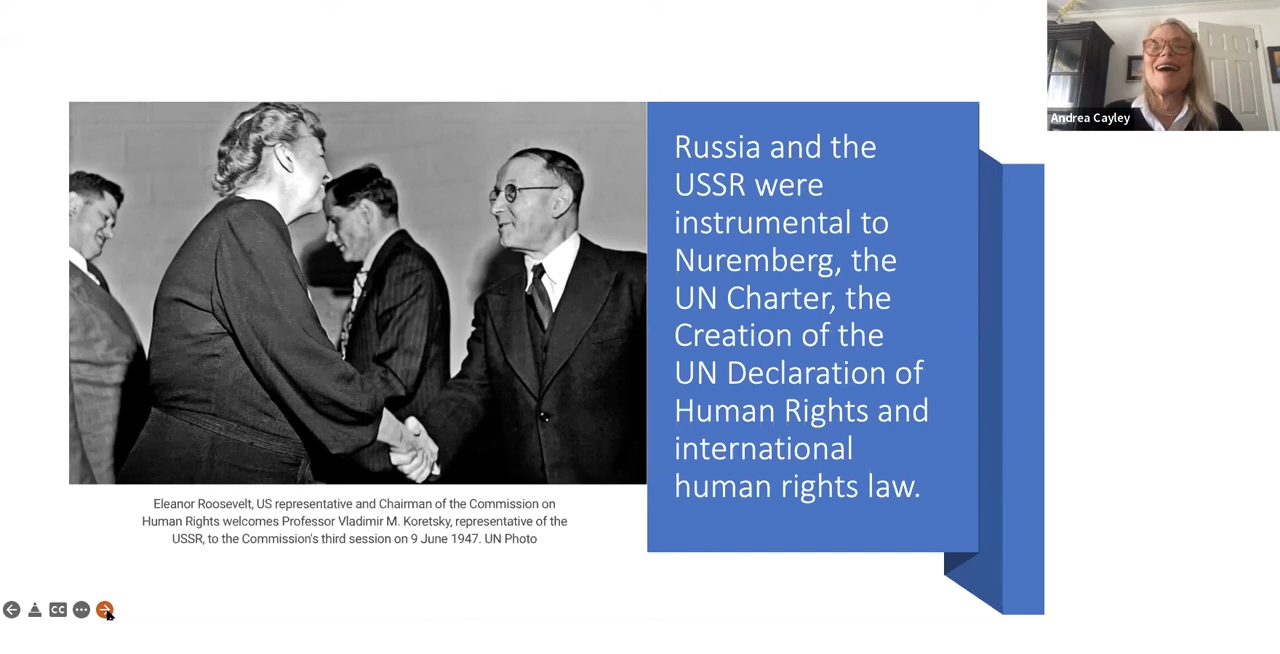 Andrea Cayley
Russia and the
USSR were
instrumental to
Nuremberg, the
UN Charter, the
Creation of the
UN Declaration of
Human Rights and
international
human rights law.
Eleanor Roosevelt, US representative and Chairman of the Commission on
Human Rights welcomes Professor Vladimir M. Koretsky, representative of the
USSR, to the Commission's third session on 9 June 1947. UN Photo
CC